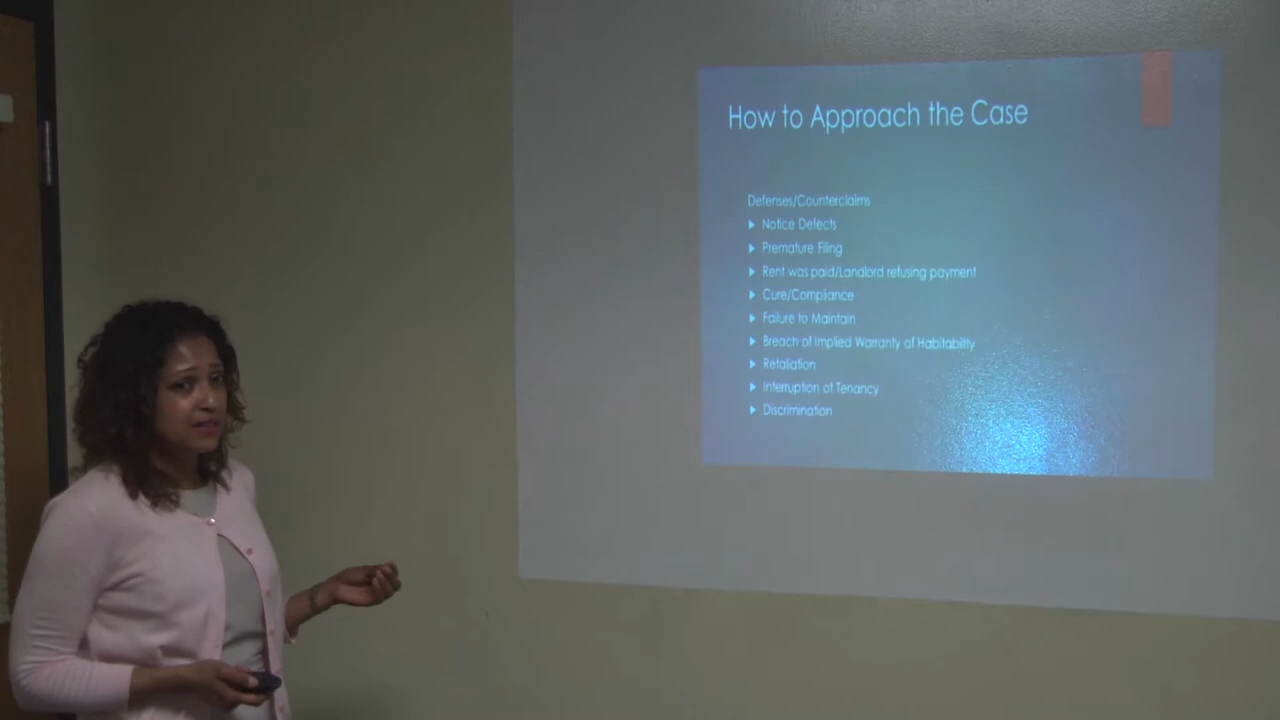 How to Approach the Case
Defenses/Counterclaims
Notice Defects
Premature Filing
Rent was paid/Landlord refusing payment
Cure/Compliance
Failure to Maintain
Breach of Implied Warranty of Habitability
Retaliation
Interruption of Tenancy
Discrimination